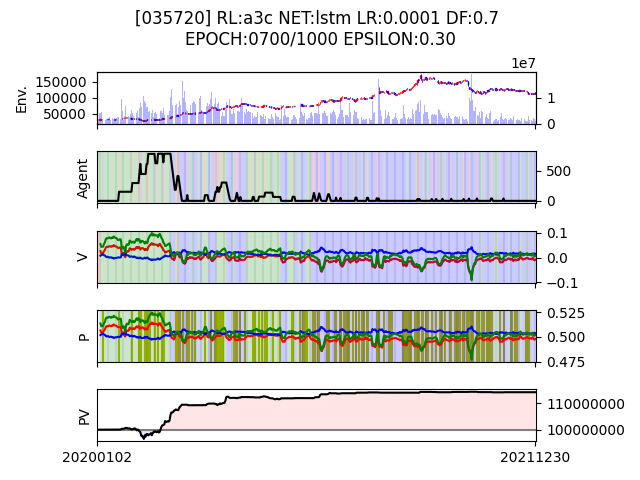 [035720] RL:a3c NET:lstm LR:0.0001 DF:0.7
EPOCH:0700/1000 EPSILON:0.30
1e7
Env.
150000
100000
50000
1
0
Agent
500
0
V
0.1
0.0
−0.1
P
0.525
0.500
0.475
PV
110000000
100000000
20200102
20211230